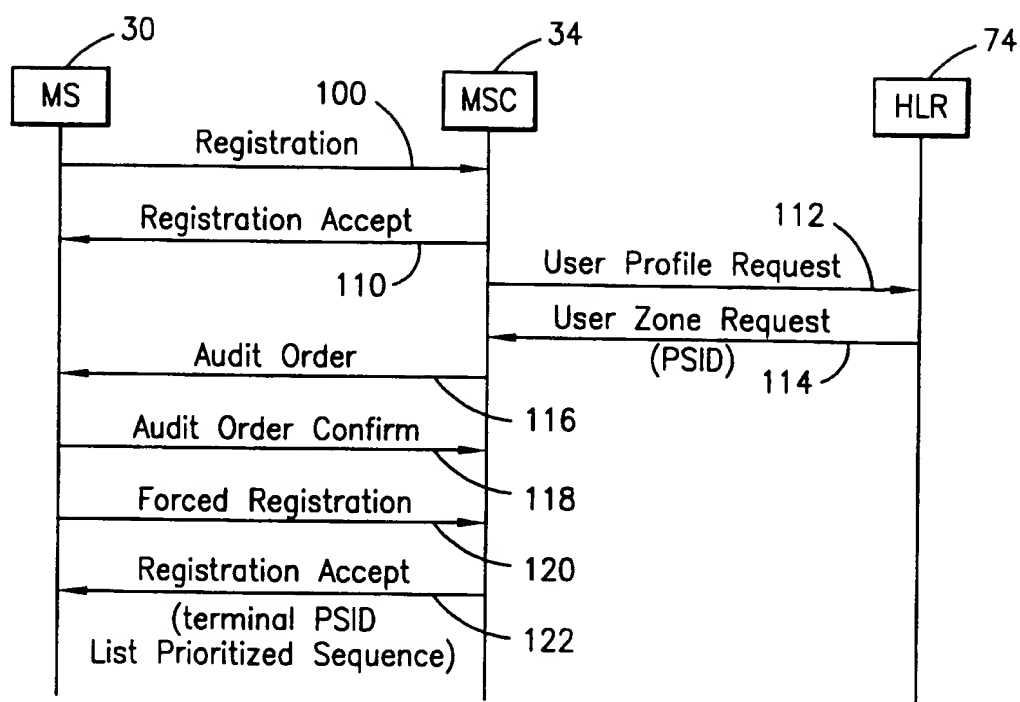 30
34
74
MS
MSC
HLR
100
Registration
Registration Accept
110
112
User Profile Request
User Zone Request
(PSID)
114
Audit Order
116
Audit Order Confirm
118
Forced Registration
120
Registration Accept
(terminal PSID
List Prioritized Sequence)
122